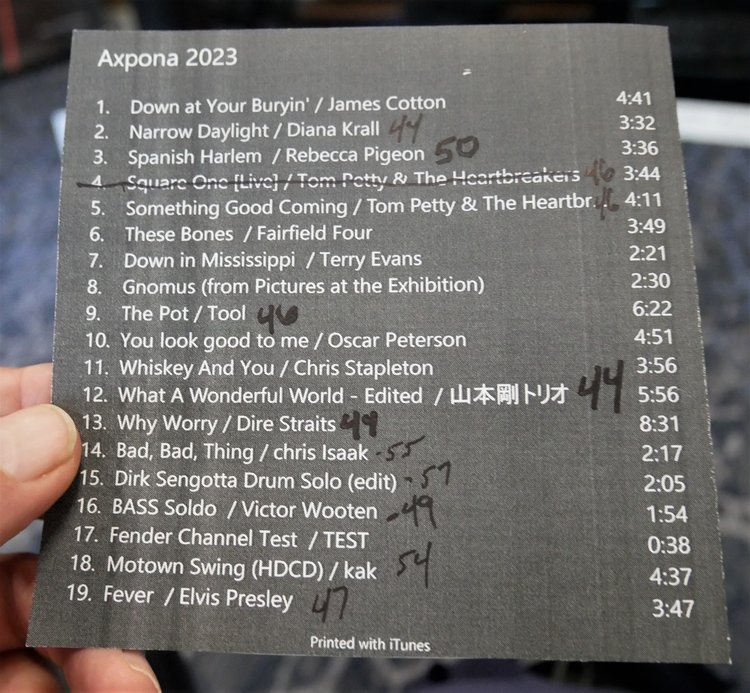 Axpona 2023
1. Down at Your Buryin' / James Cotton 4:41
2. Narrow Daylight / Diana Krall 44 3:32
3. Spanish Harlem / Rebecca Pigeon 50 3:36
4. Square One [Live] / Tom Petty & The Heartbreakers 46 3:44
5. Something Good Coming / Tom Petty & The Heartbr... 46 4:11
6. These Bones / Fairfield Four 3:49
7. Down in Mississippi / Terry Evans 2:21
8. Gnomus (from Pictures at the Exhibition) 2:30
9. The Pot / Tool 46 6:22
10. You look good to me / Oscar Peterson 4:51
11. Whiskey And You / Chris Stapleton 3:56
12. What A Wonderful World - Edited / 山本剛トリオ 44 5:56
13. Why Worry / Dire Straits 49 8:31
14. Bad, Bad, Thing / chris Isaak -55 2:17
15. Dirk Sengotta Drum Solo (edit) -57 2:05
16. BASS Soldo / Victor Wooten -49 1:54
17. Fender Channel Test / TEST 0:38
18. Motown Swing (HDCD) / kak 54 4:37
19. Fever / Elvis Presley 47 3:47
Printed with iTunes